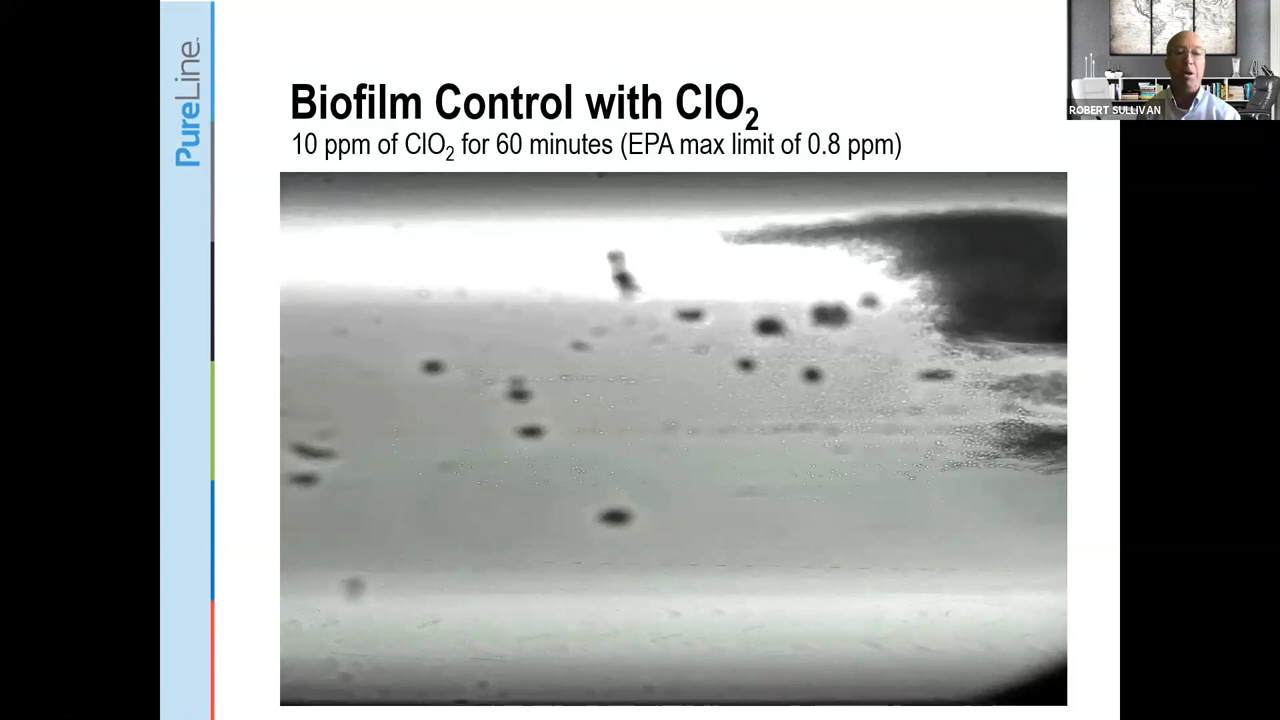 PureLine
Biofilm Control with ClO₂
10 ppm of ClO₂ for 60 minutes (EPA max limit of 0.8 ppm)
ROBERT SULLIVAN